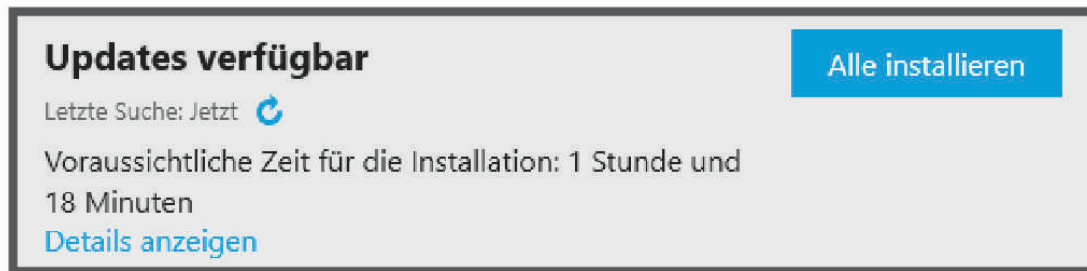 Updates verfügbar
Alle installieren
Letzte Suche: Jetzt
Voraussichtliche Zeit für die Installation: 1 Stunde und
18 Minuten
Details anzeigen